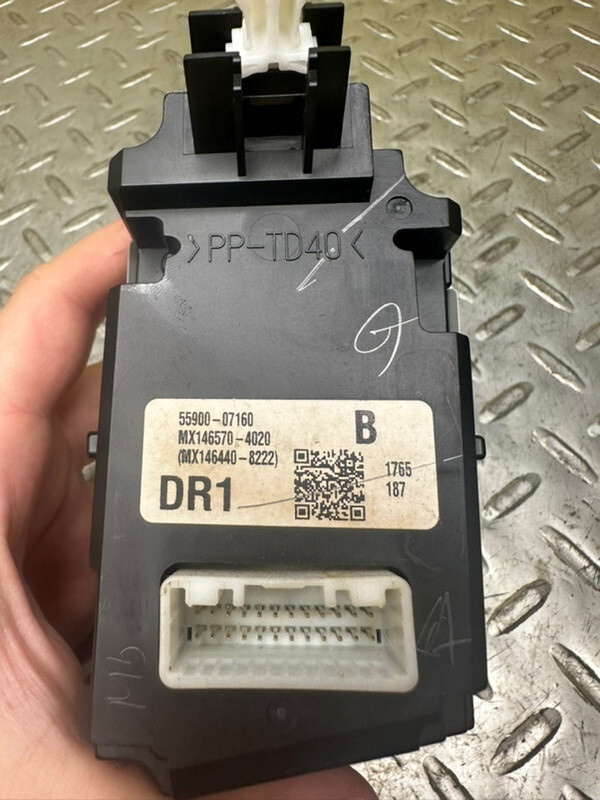 >PP-TD40<
55900-07160
MX146570-4020
(MX146440-8222)
B
DR1
1765
187